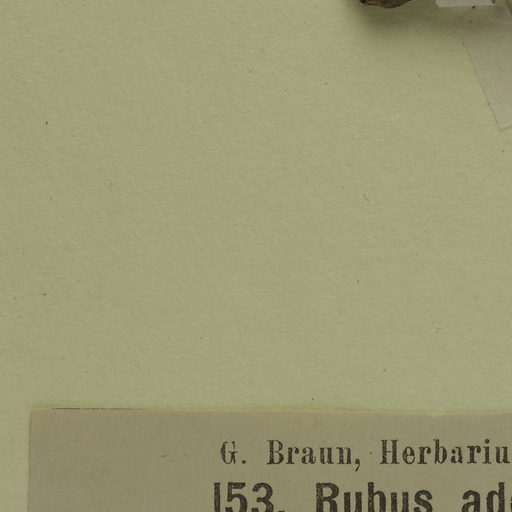 G. Braun, Herbariu
153. Rubus ad